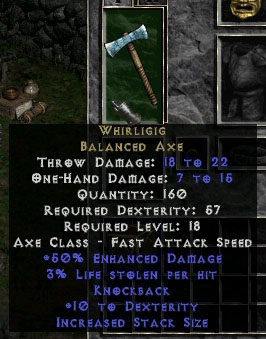 Whirligig
Balanced Axe
Throw Damage: 18 to 22
One-Hand Damage: 7 to 15
Quantity: 160
Required Dexterity: 57
Required Level: 18
Axe Class - Fast Attack Speed
+50% Enhanced Damage
3% Life stolen per hit
Knockback
+10 to Dexterity
Increased Stack Size